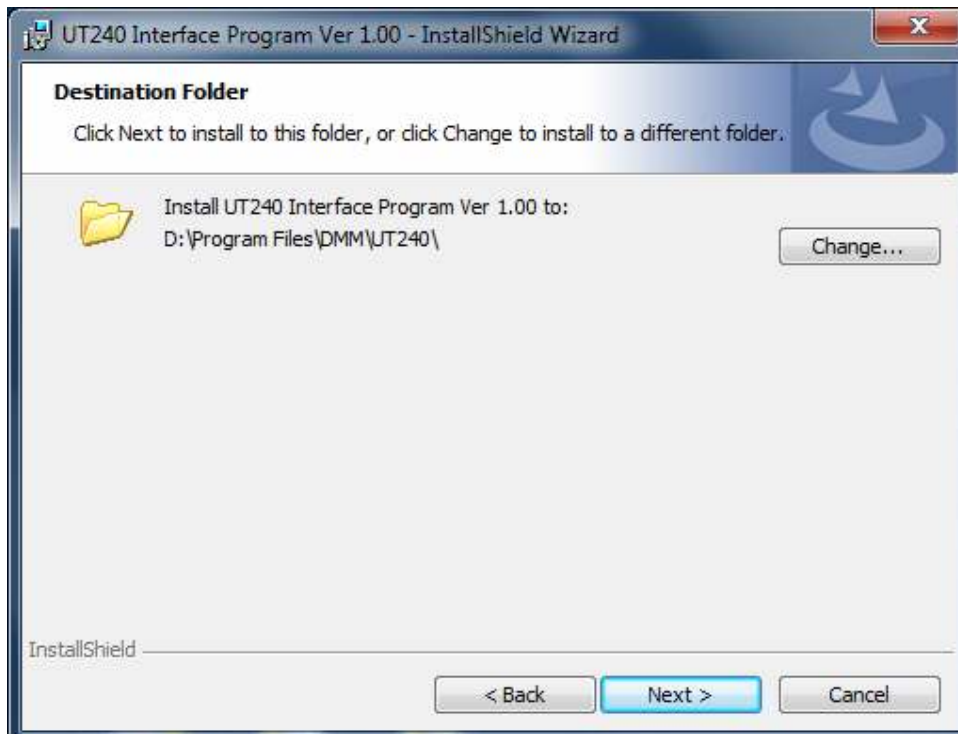 UT240 Interface Program Ver 1.00 - InstallShield Wizard
X
Destination Folder
Click Next to install to this folder, or click Change to install to a different folder.
Install UT240 Interface Program Ver 1.00 to:
D:\Program Files\DMM\UT240\
Change...
InstallShield
< Back
Next >
Cancel